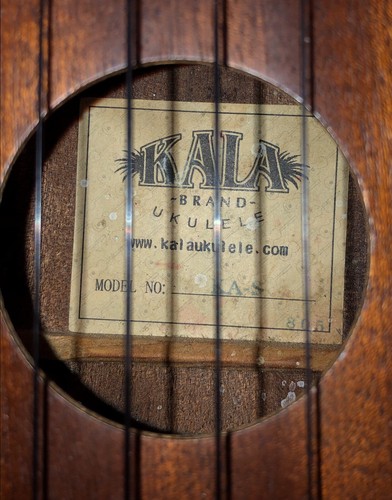 KALA
-BRAND-
UKULELE
www.kalaukulele.com
MODEL NO: KA-S